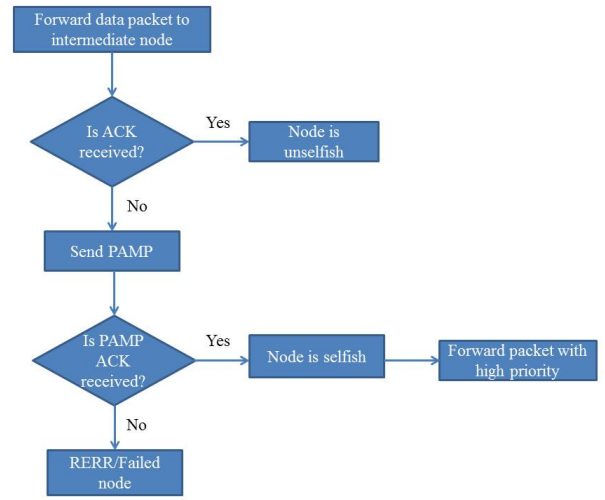 Forward data packet to
intermediate node
Is ACK
received?
Yes
Node is
unselfish
No
Send PAMP
Is PAMP
ACK
received?
Yes
Node is selfish
Forward packet with
high priority
No
RERR/Failed
node